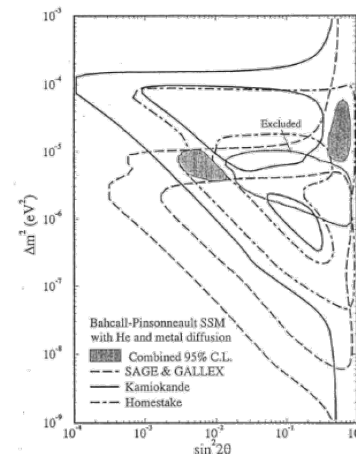 10⁻³
10⁻⁴
Excluded
10⁻⁵
Δm² (eV²)
10⁻⁶
10⁻⁷
Bahcall-Pinsonneault SSM
with He and metal diffusion
Combined 95% C.L.
10⁻⁸
SAGE & GALLEX
Kamiokande
Homestake
10⁻⁹
10⁻⁴ 10⁻³ 10⁻² 10⁻¹ 10⁰
sin²2θ